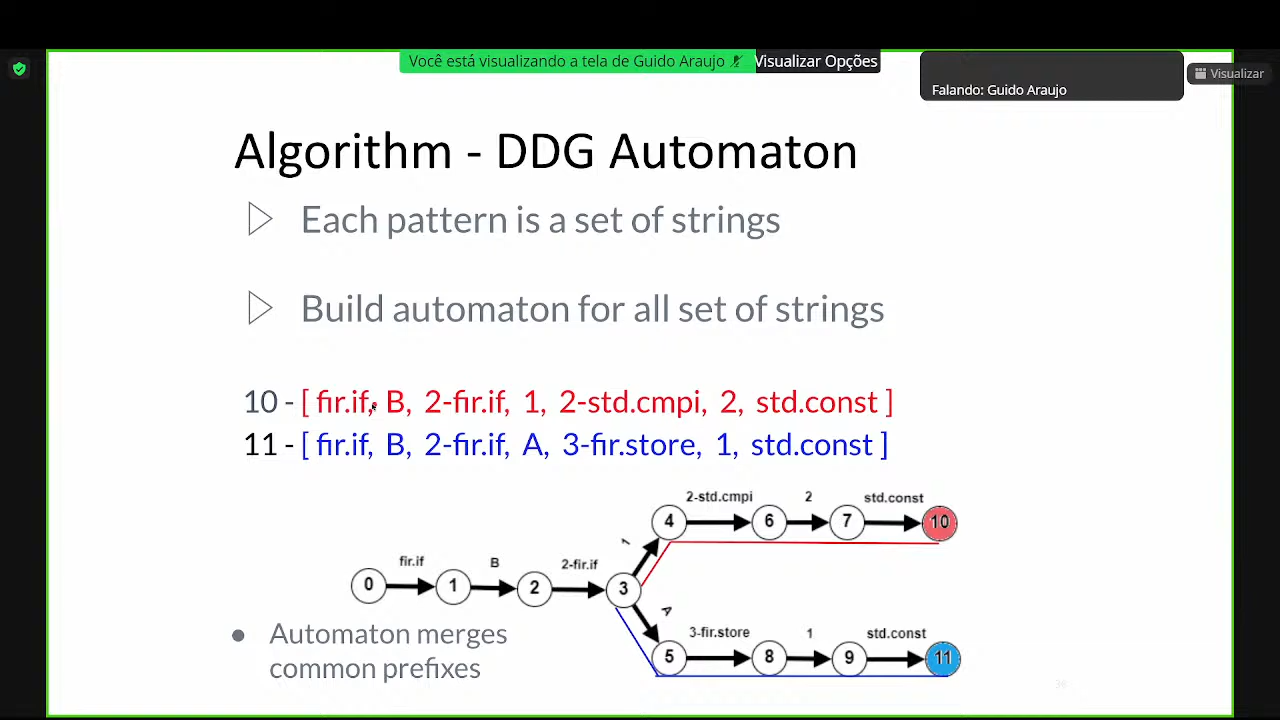 Você está visualizando a tela de Guido Araujo
Visualizar Opções
Falando: Guido Araujo
Visualizar
Algorithm - DDG Automaton
Each pattern is a set of strings
Build automaton for all set of strings
10 - [ fir.if, B, 2-fir.if, 1, 2-std.cmpi, 2, std.const ]
11 - [ fir.if, B, 2-fir.if, A, 3-fir.store, 1, std.const ]
2-std.cmpi 2 std.const
4 6 7 10
1
fir.if B 2-fir.if
0 1 2 3
A
3-fir.store 1 std.const
5 8 9 11
• Automaton merges
common prefixes
36